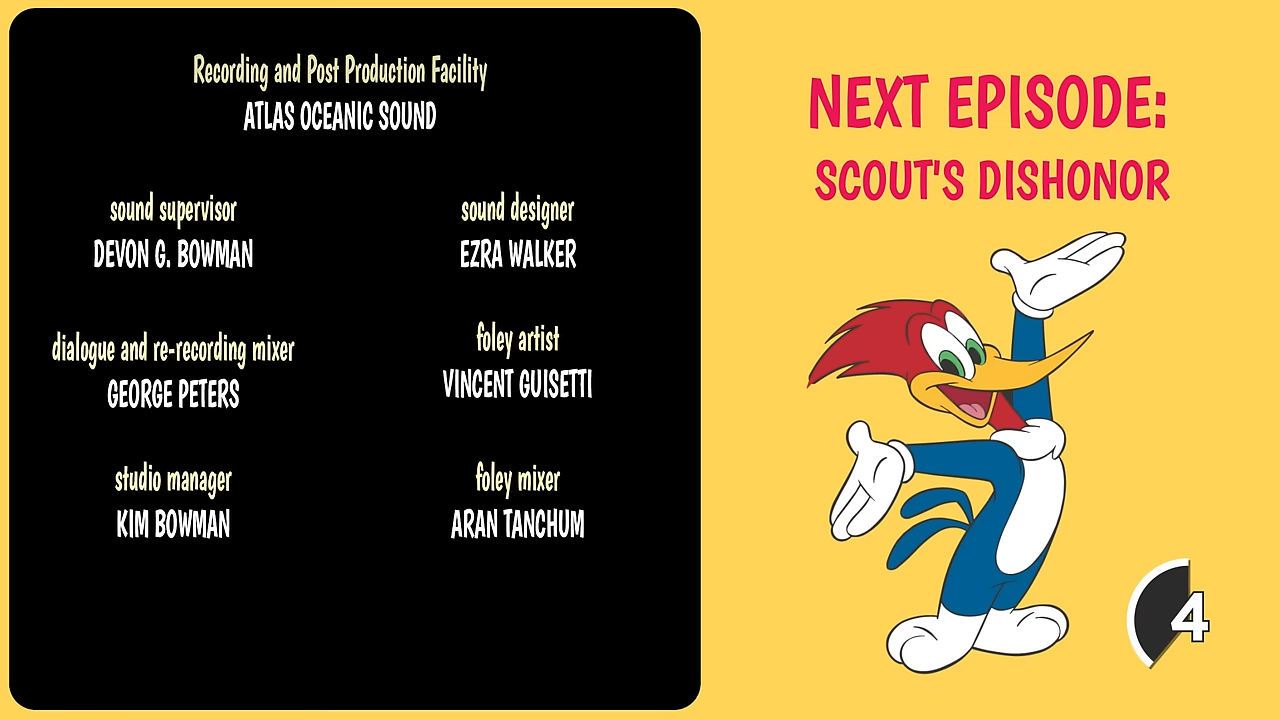 Recording and Post Production Facility
ATLAS OCEANIC SOUND
sound supervisor
DEVON G. BOWMAN
sound designer
EZRA WALKER
dialogue and re-recording mixer
GEORGE PETERS
foley artist
VINCENT GUISETTI
studio manager
KIM BOWMAN
foley mixer
ARAN TANCHUM
NEXT EPISODE:
SCOUT'S DISHONOR
4